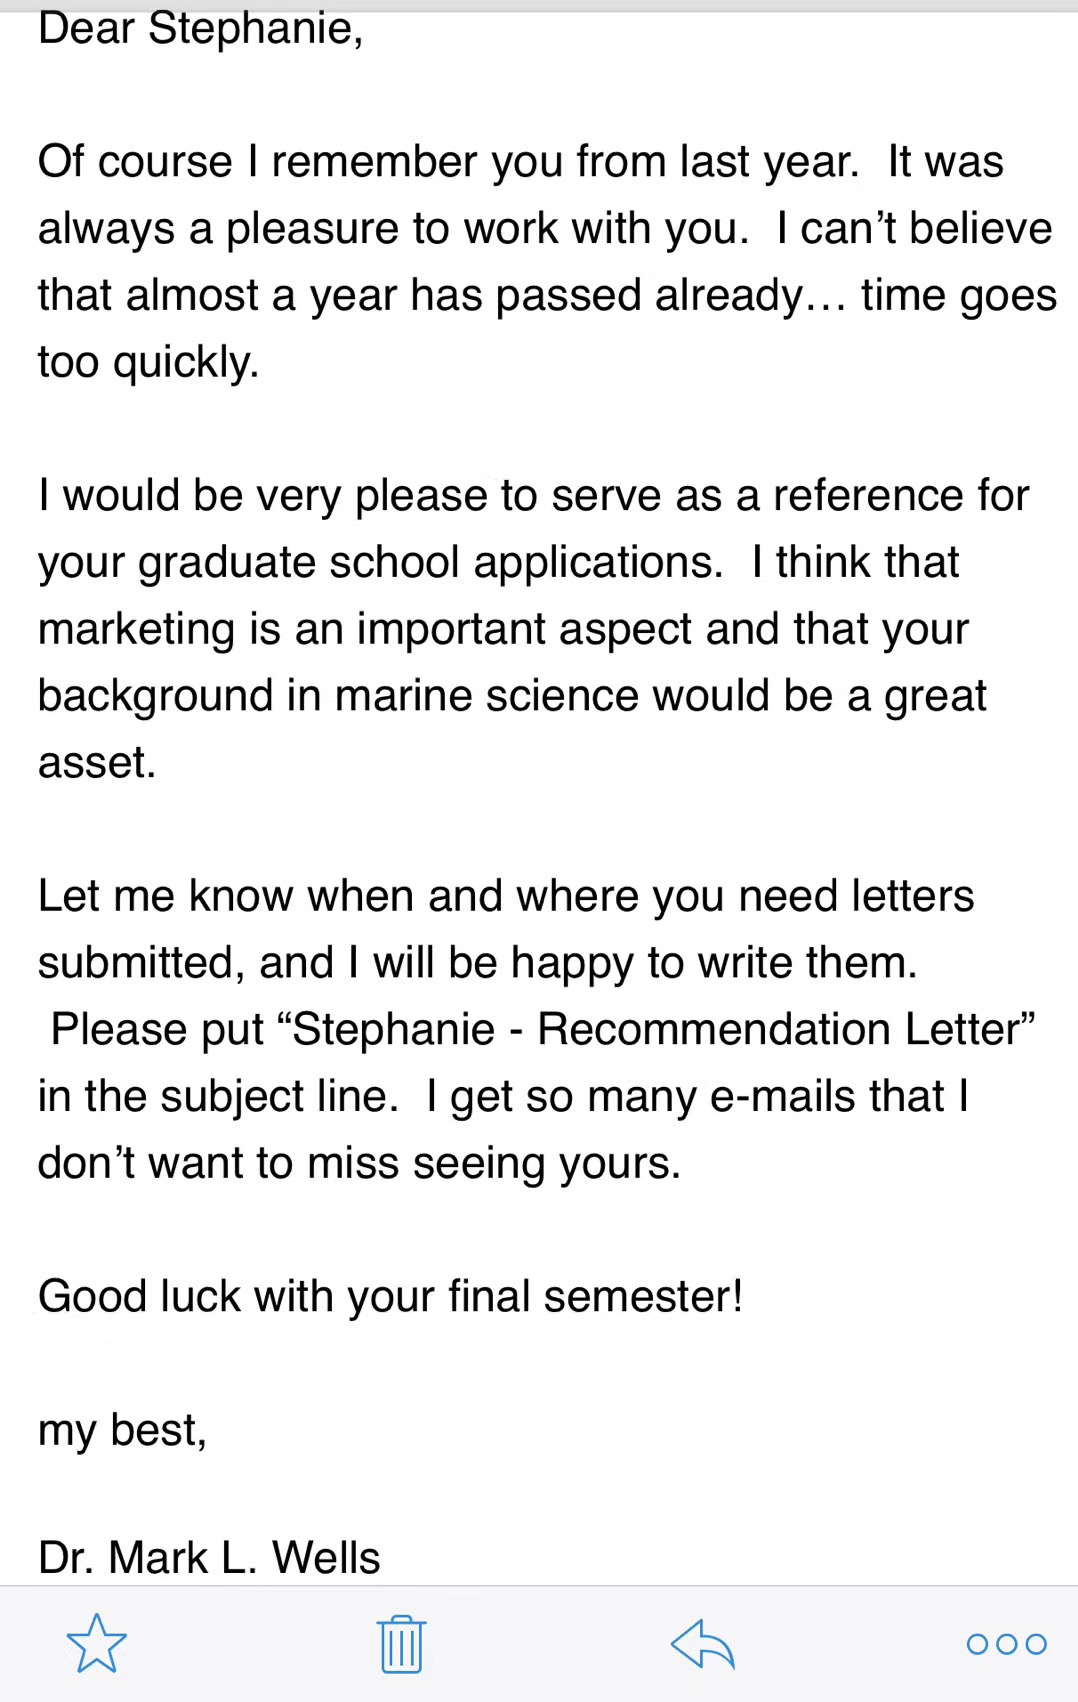 Dear Stephanie,
Of course I remember you from last year.  It was
always a pleasure to work with you.  I can’t believe
that almost a year has passed already… time goes
too quickly.
I would be very please to serve as a reference for
your graduate school applications.  I think that
marketing is an important aspect and that your
background in marine science would be a great
asset.
Let me know when and where you need letters
submitted, and I will be happy to write them.
Please put “Stephanie - Recommendation Letter”
in the subject line.  I get so many e-mails that I
don’t want to miss seeing yours.
Good luck with your final semester!
my best,
Dr. Mark L. Wells